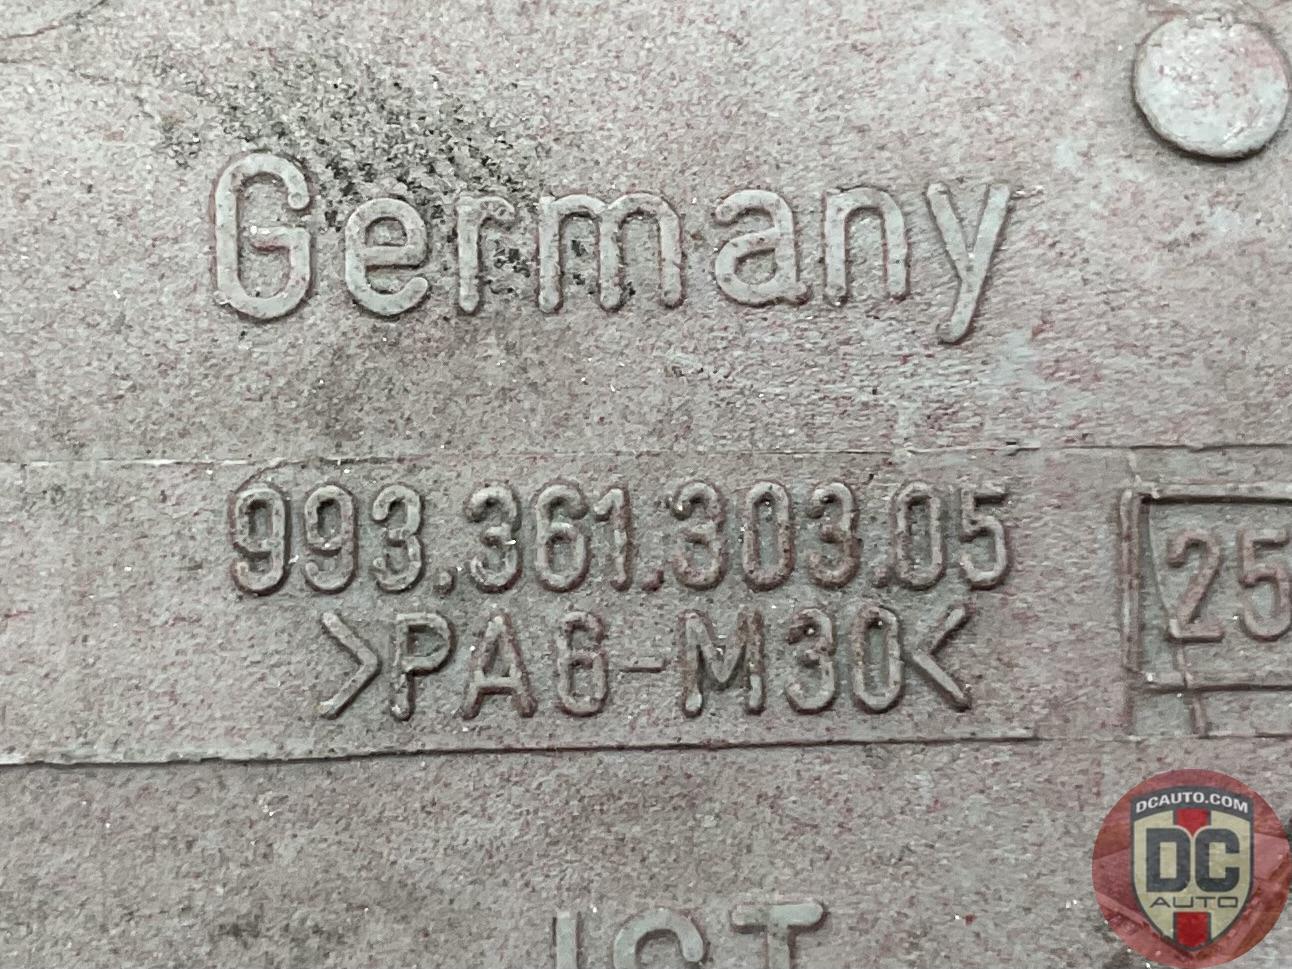 Germany
993.361.303.05
25
>PA6-M30<
DCAUTO.COM
DC
AUTO